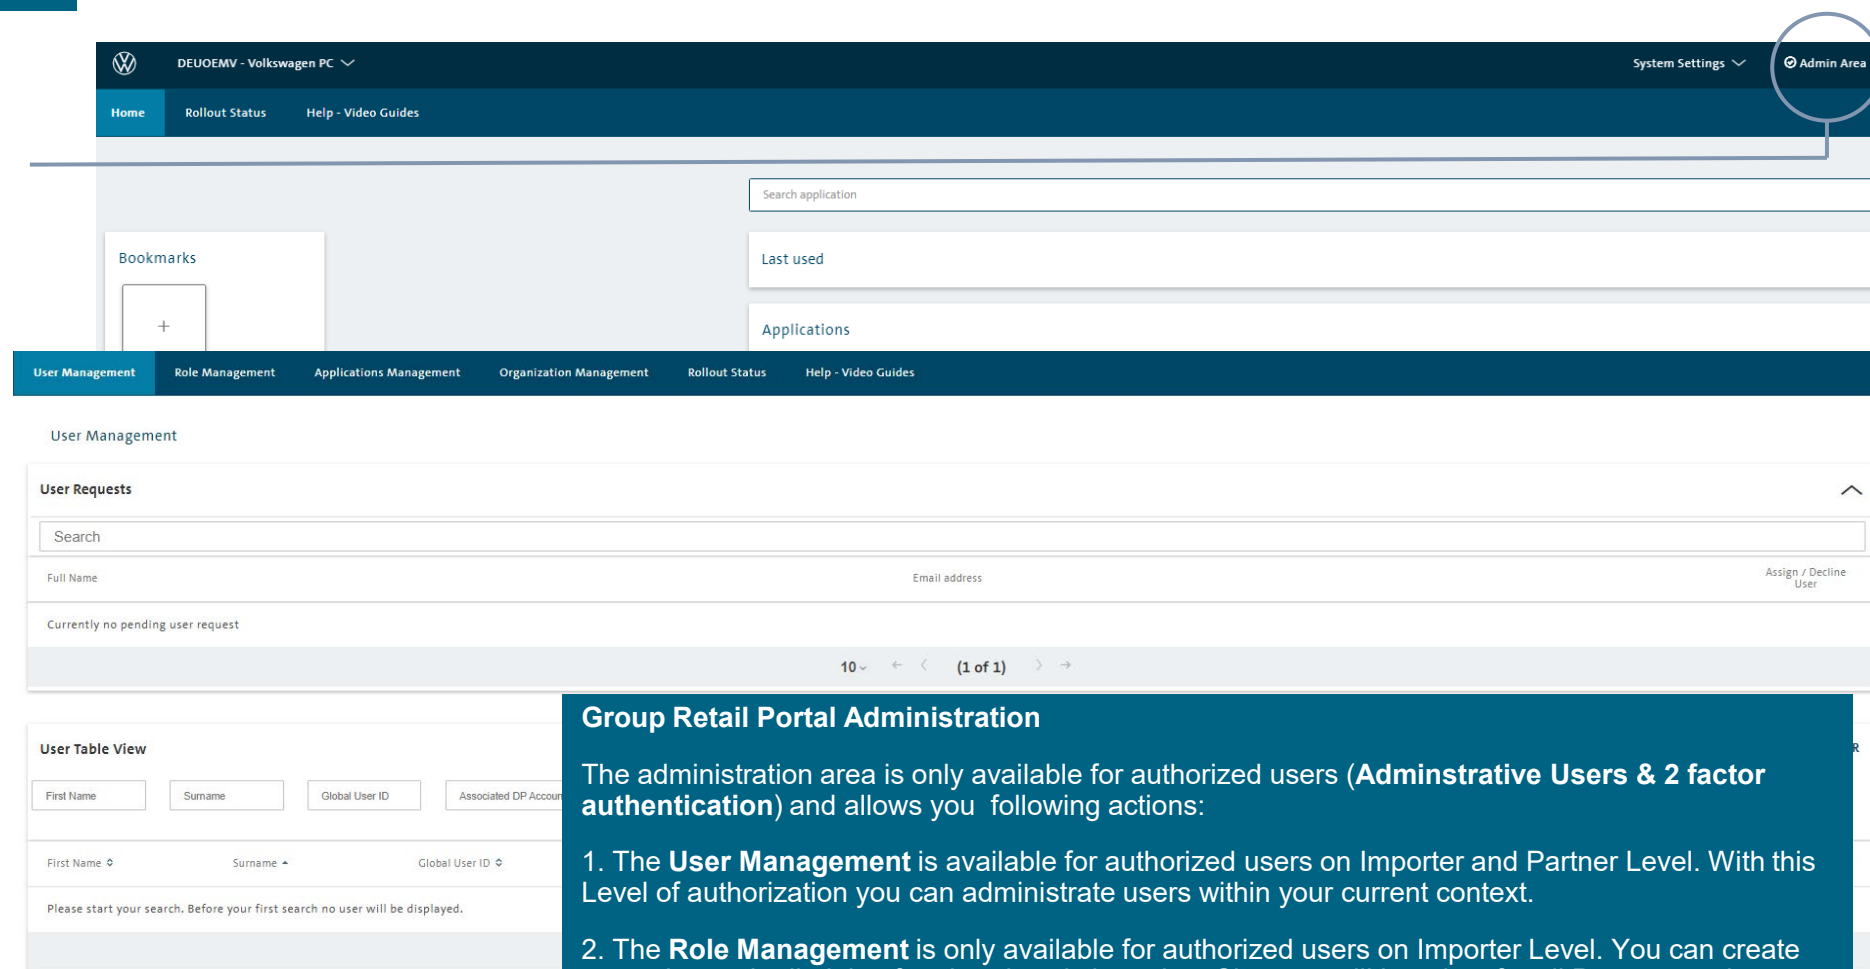 DEUOEMV - Volkswagen PC
System Settings
Admin Area
Home
Rollout Status
Help - Video Guides
Search application
Bookmarks
Last used
+
Applications
User Management
Role Management
Applications Management
Organization Management
Rollout Status
Help - Video Guides
User Management
User Requests
Search
Full Name
Email address
Assign / Decline
User
Currently no pending user request
10
(1 of 1)
User Table View
R
First Name
Surname
Global User ID
Associated DP Accoun
First Name
Surname
Global User ID
Please start your search. Before your first search no user will be displayed.
Group Retail Portal Administration
The administration area is only available for authorized users (Adminstrative Users & 2 factor
authentication) and allows you following actions:
1. The User Management is available for authorized users on Importer and Partner Level. With this
Level of authorization you can administrate users within your current context.
2. The Role Management is only available for authorized users on Importer Level. You can create